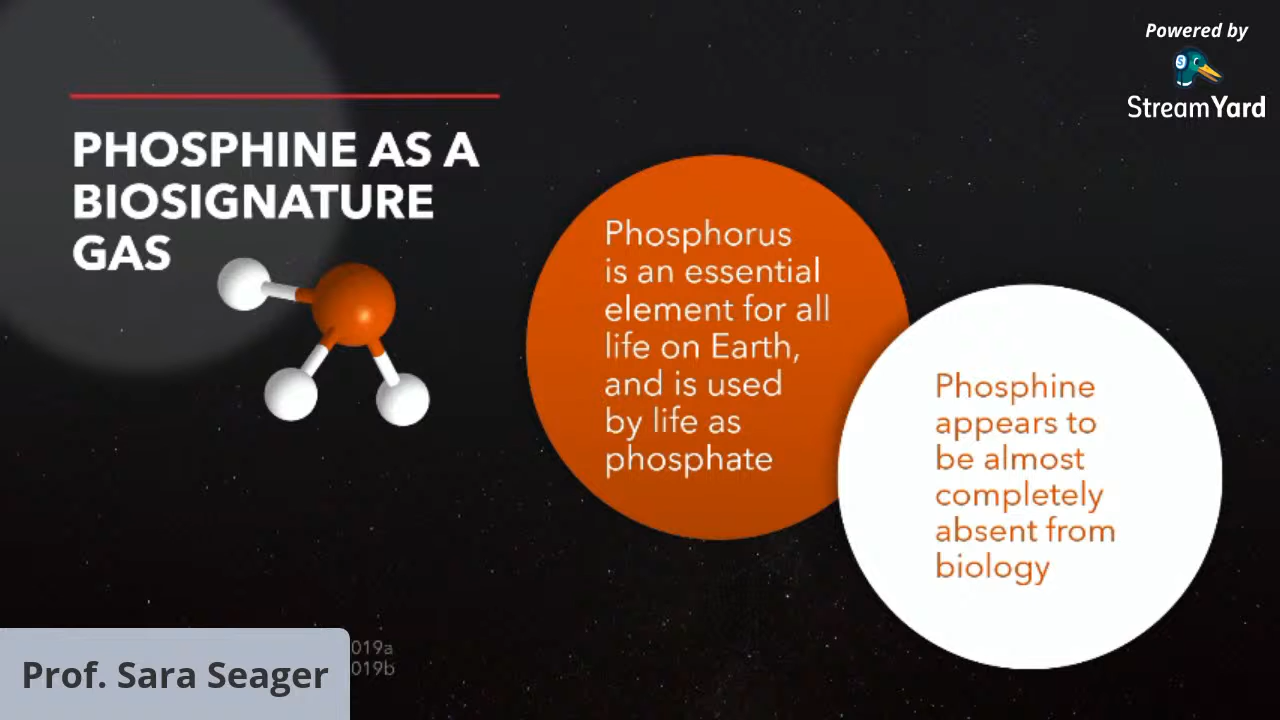 Powered by
StreamYard
PHOSPHINE AS A
BIOSIGNATURE
GAS
Phosphorus
is an essential
element for all
life on Earth,
and is used
by life as
phosphate
Phosphine
appears to
be almost
completely
absent from
biology
019a
019b
Prof. Sara Seager